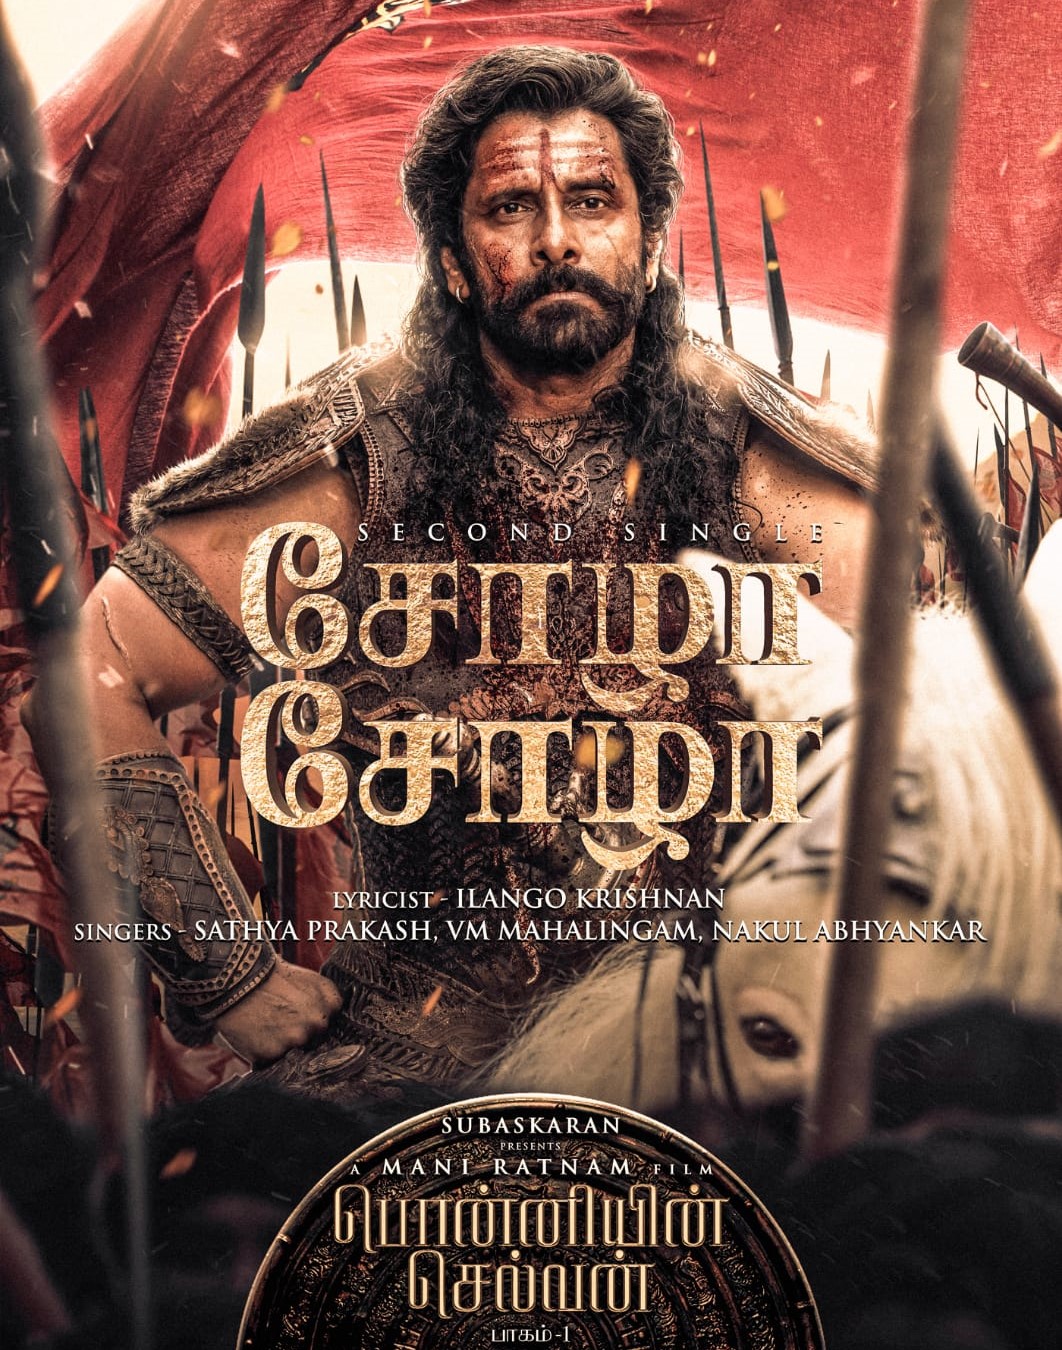 SECOND SINGLE
சோழா
சோழா
LYRICIST - ILANGO KRISHNAN
SINGERS - SATHYA PRAKASH, VM MAHALINGAM, NAKUL ABHYANKAR
SUBASKARAN
PRESENTS
A MANI RATNAM FILM
பொன்னியின்
செல்வன்
பாகம் -1